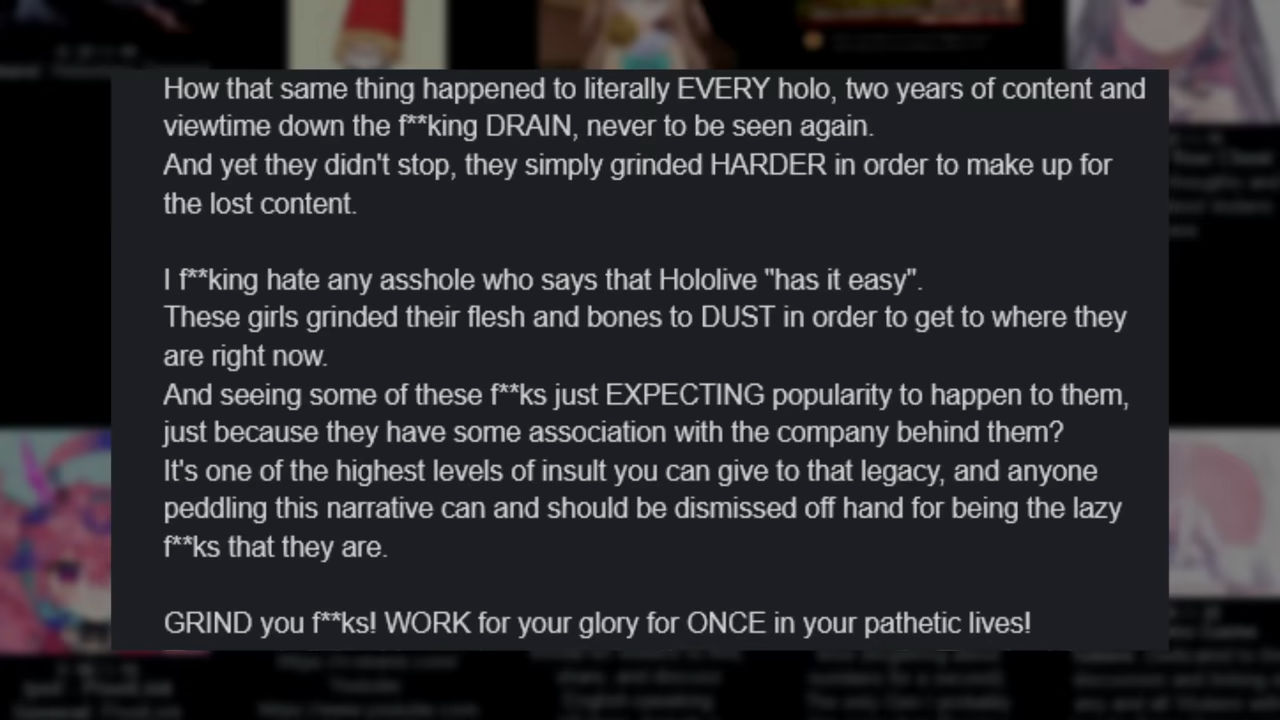 How that same thing happened to literally EVERY holo, two years of content and
viewtime down the f**king DRAIN, never to be seen again.
And yet they didn't stop, they simply grinded HARDER in order to make up for
the lost content.
I f**king hate any asshole who says that Hololive "has it easy".
These girls grinded their flesh and bones to DUST in order to get to where they
are right now.
And seeing some of these f**ks just EXPECTING popularity to happen to them,
just because they have some association with the company behind them?
It's one of the highest levels of insult you can give to that legacy, and anyone
peddling this narrative can and should be dismissed off hand for being the lazy
f**ks that they are.
GRIND you f**ks! WORK for your glory for ONCE in your pathetic lives!